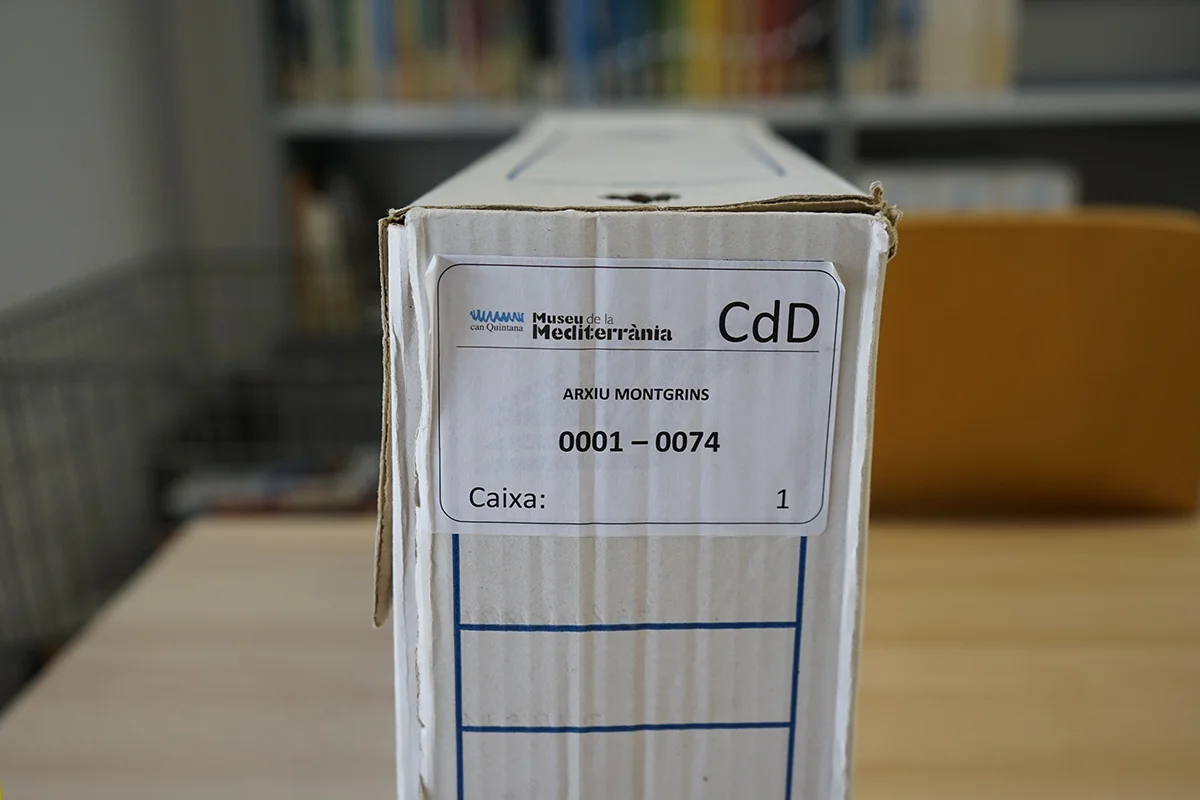 can Quintana
Museu de la
Mediterrània
CdD
ARXIU MONTGRINS
0001 – 0074
Caixa: 1